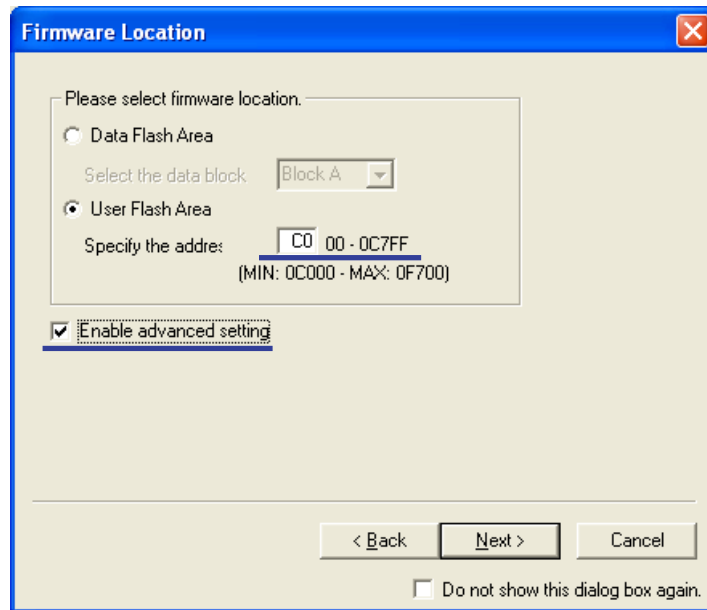 Firmware Location
Please select firmware location.
Data Flash Area
Select the data block
Block A
User Flash Area
Specify the addres
C0 00 - 0C7FF
(MIN: 0C000 - MAX: 0F700)
Enable advanced setting
< Back
Next >
Cancel
Do not show this dialog box again.